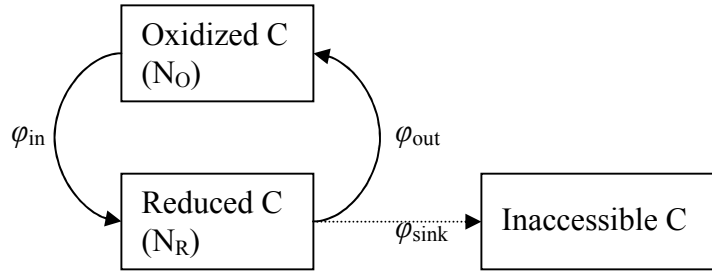 Oxidized C
(N_O)
φ_in
φ_out
Reduced C
(N_R)
φ_sink
Inaccessible C